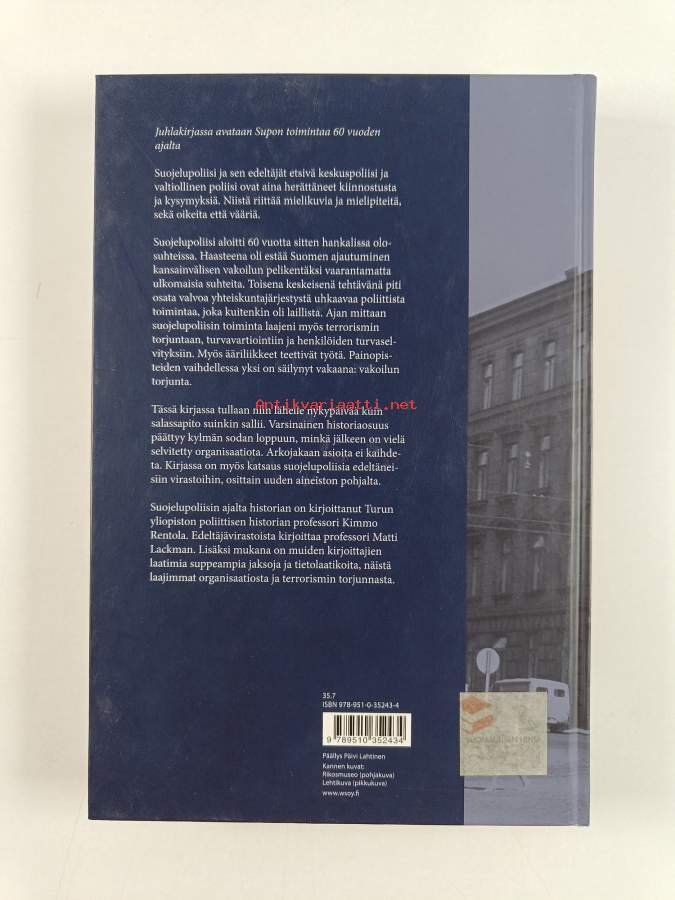 Juhlakirjassa avataan Supon toimintaa 60 vuoden
ajalta
Suojelupoliisi ja sen edeltäjät etsivä keskuspoliisi ja
valtiollinen poliisi ovat aina herättäneet kiinnostusta
ja kysymyksiä. Niistä riittää mielikuvia ja mielipiteitä,
sekä oikeita että vääriä.
Suojelupoliisi aloitti 60 vuotta sitten hankalissa olo-
suhteissa. Haasteena oli estää Suomen ajautuminen
kansainvälisen vakoilun pelikentäksi vaarantamatta
ulkomaisia suhteita. Toisena keskeisenä tehtävänä piti
osata valvoa yhteiskuntajärjestystä uhkaavaa poliittista
toimintaa, joka kuitenkin oli laillista. Ajan mittaan
suojelupoliisin toiminta laajeni myös terrorismin
torjuntaan, turvavartiointiin ja henkilöiden turvasel-
vityksiin. Myös ääriliikkeet teettivät työtä. Painopis-
teiden vaihdellessa yksi on säilynyt vakaana: vakoilun
torjunta.
Antikvariaatti.net
Tässä kirjassa tullaan niin lähelle nykypäivää kuin
salassapito suinkin sallii. Varsinainen historiaosuus
päättyy kylmän sodan loppuun, minkä jälkeen on vielä
selvitetty organisaatiota. Arkojakaan asioita ei kaihde-
ta. Kirjassa on myös katsaus suojelupoliisia edeltänei-
siin virastoihin, osittain uuden aineiston pohjalta.
Suojelupoliisin ajalta historian on kirjoittanut Turun
yliopiston poliittisen historian professori Kimmo
Rentola. Edeltäjävirastoista kirjoittaa professori Matti
Lackman. Lisäksi mukana on muiden kirjoittajien
laatimia suppeampia jaksoja ja tietolaatikoita, näistä
laajimmat organisaatiosta ja terrorismin torjunnasta.
35.7
ISBN 978-951-0-35243-4
9 789510 352434
Päällys Päivi Lahtinen
Kannen kuvat:
Rikosmuseo (pohjakuva)
Lehtikuva (pikkukuva)
www.wsoy.fi